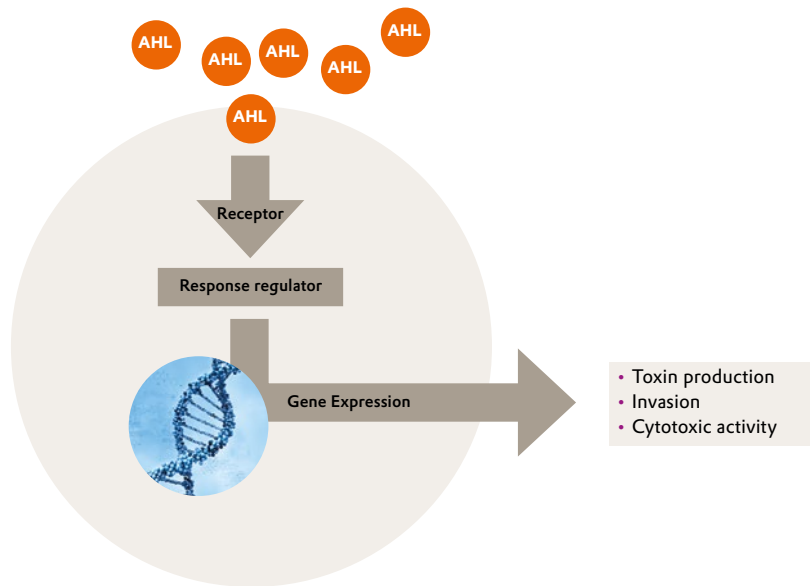 AHL
AHL
AHL
AHL
AHL
AHL
Receptor
Response regulator
Gene Expression
• Toxin production
• Invasion
• Cytotoxic activity